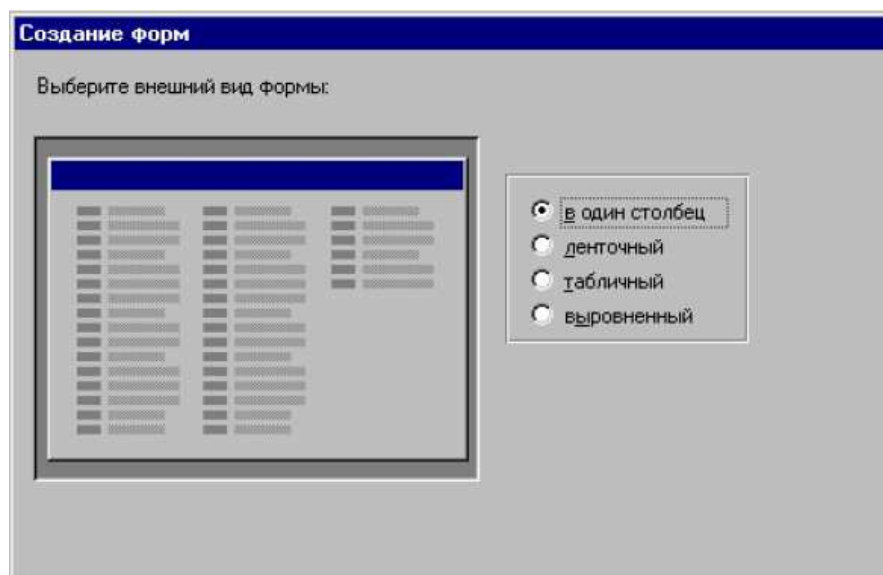 Создание форм
Выберите внешний вид формы:
в один столбец
ленточный
табличный
выровненный